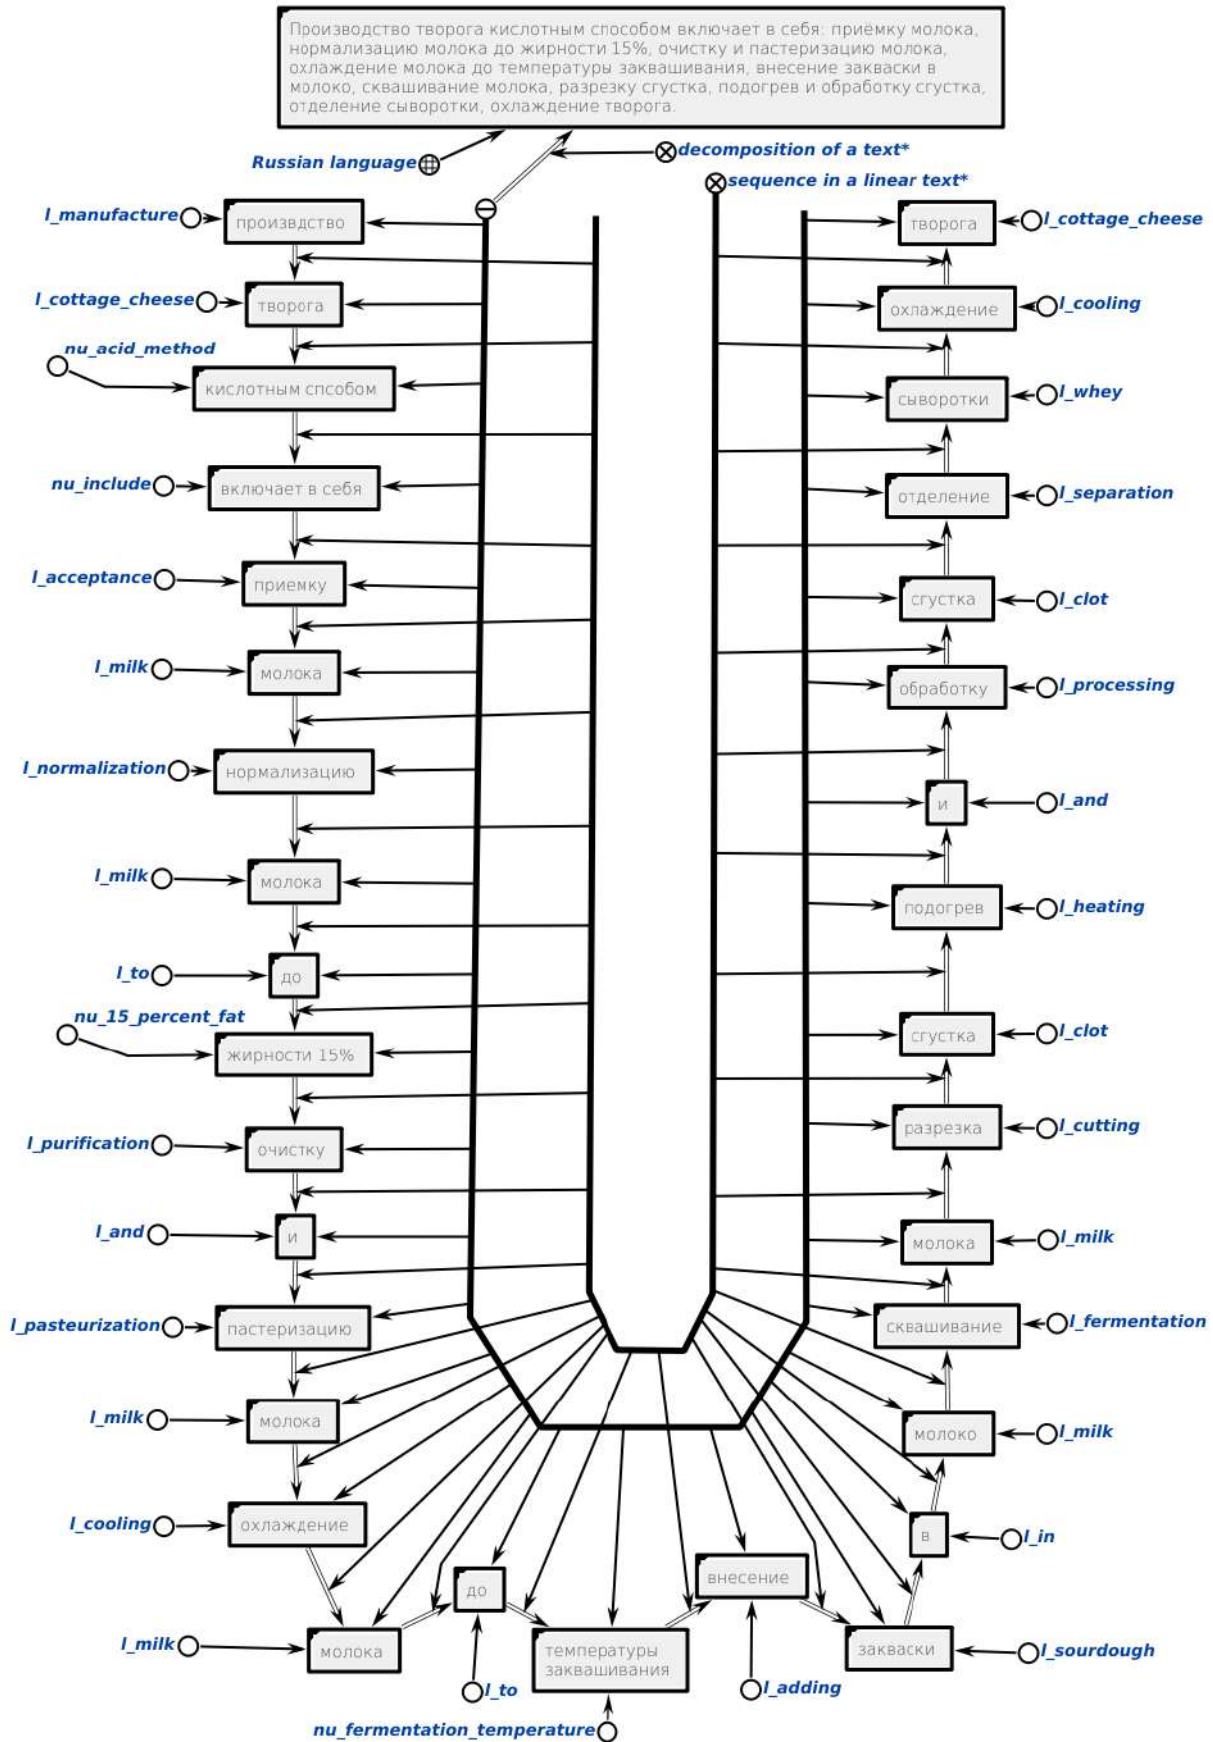 Производство творога кислотным способом включает в себя: приёмку молока,
нормализацию молока до жирности 15%, очистку и пастеризацию молока,
охлаждение молока до температуры заквашивания, внесение закваски в
молоко, сквашивание молока, разрезку сгустка, подогрев и обработку сгустка,
отделение сыворотки, охлаждение творога.
Russian language
decomposition of a text*
sequence in a linear text*
l_manufacture
произвдство
l_cottage_cheese
творога
nu_acid_method
кислотным спсобом
nu_include
включает в себя
l_acceptance
приемку
l_milk
молока
l_normalization
нормализацию
l_milk
молока
l_to
до
nu_15_percent_fat
жирности 15%
l_purification
очистку
l_and
и
l_pasteurization
пастеризацию
l_milk
молока
l_cooling
охлаждение
l_milk
молока
до
l_to
температуры
заквашивания
nu_fermentation_temperature
внесение
l_adding
закваски
l_sourdough
в
l_in
молоко
l_milk
сквашивание
l_fermentation
молока
l_milk
разрезка
l_cutting
сгустка
l_clot
подогрев
l_heating
и
l_and
обработку
l_processing
сгустка
l_clot
отделение
l_separation
сыворотки
l_whey
охлаждение
l_cooling
творога
l_cottage_cheese